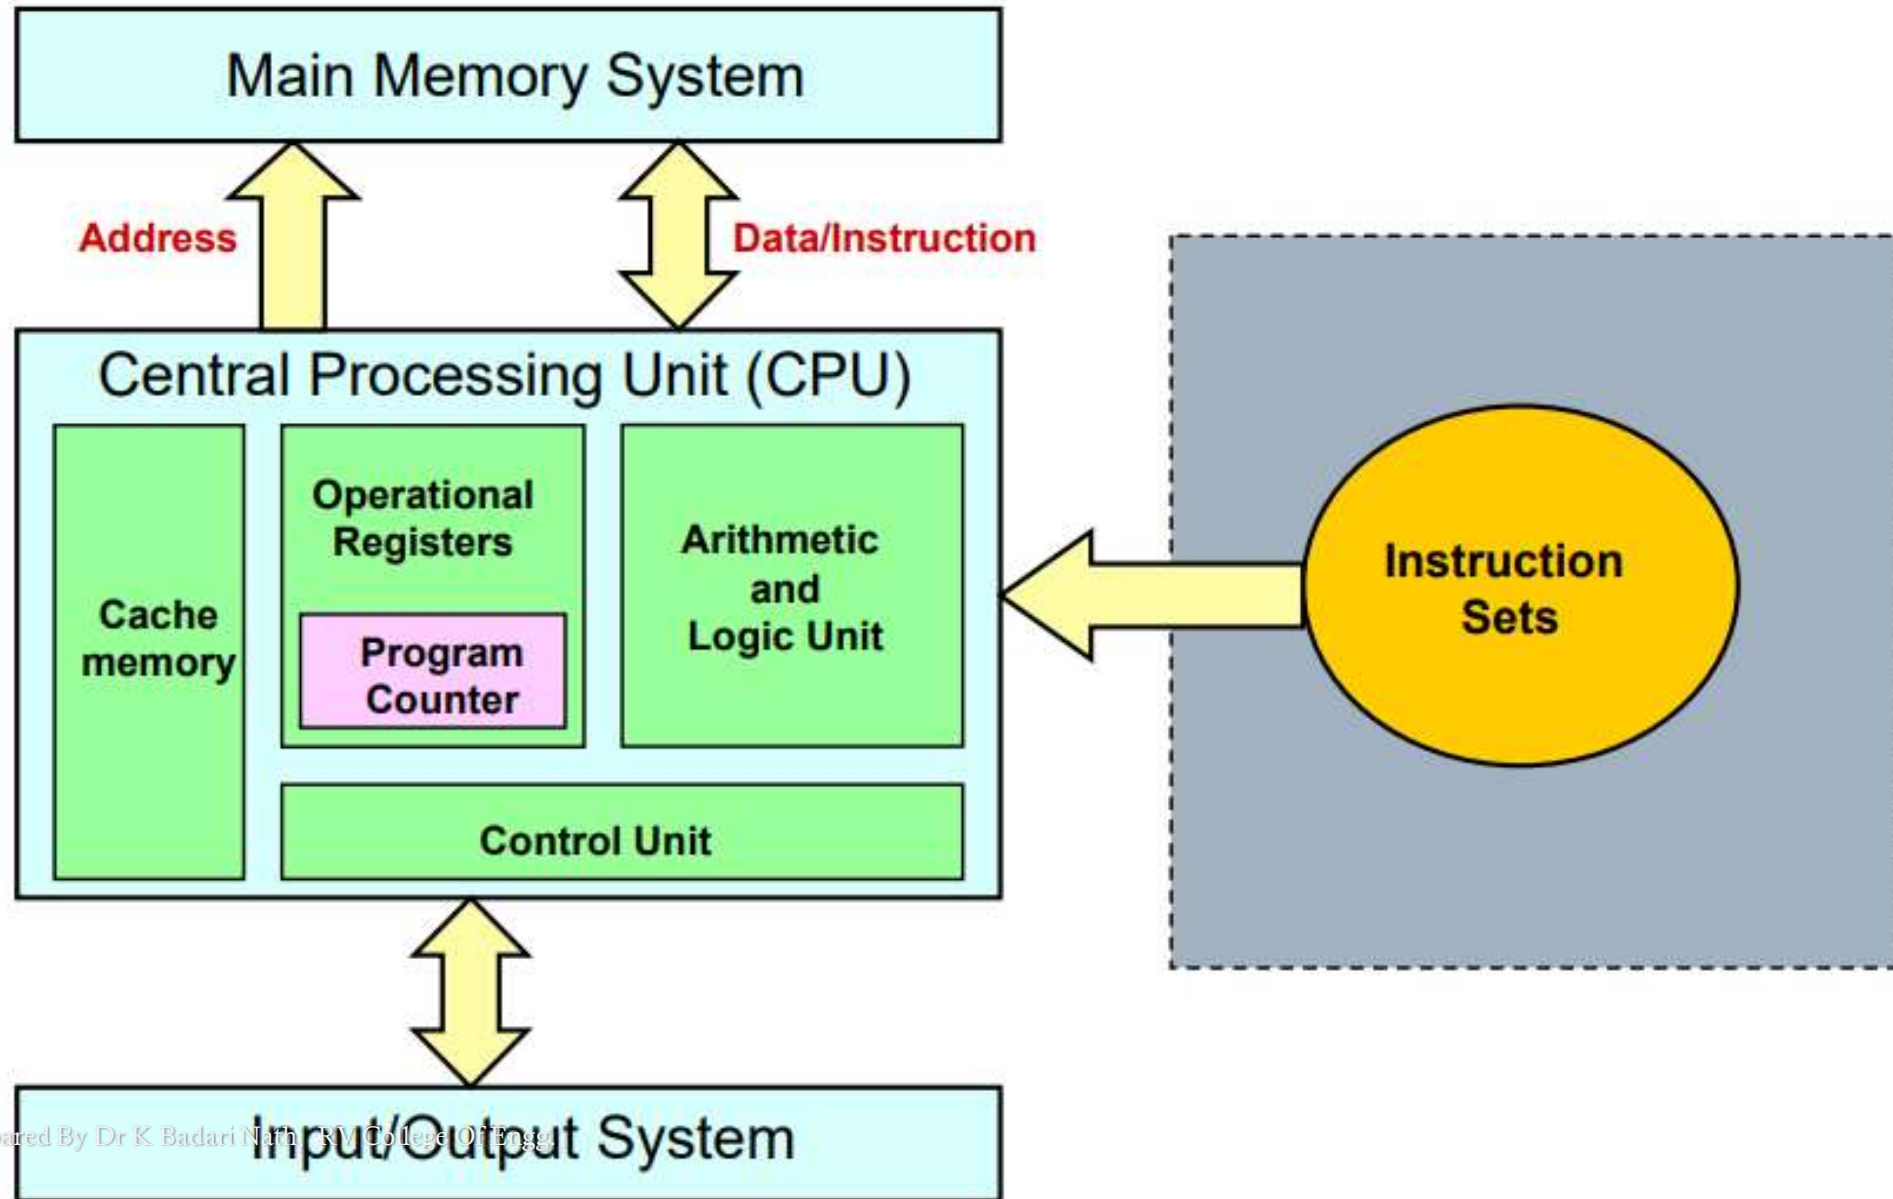 Main Memory System
Address
Data/Instruction
Central Processing Unit (CPU)
Cache
memory
Operational
Registers
Program
Counter
Arithmetic
and
Logic Unit
Control Unit
Instruction
Sets
Input/Output System
By Dr K Badari Nath, RV College Of Engg.